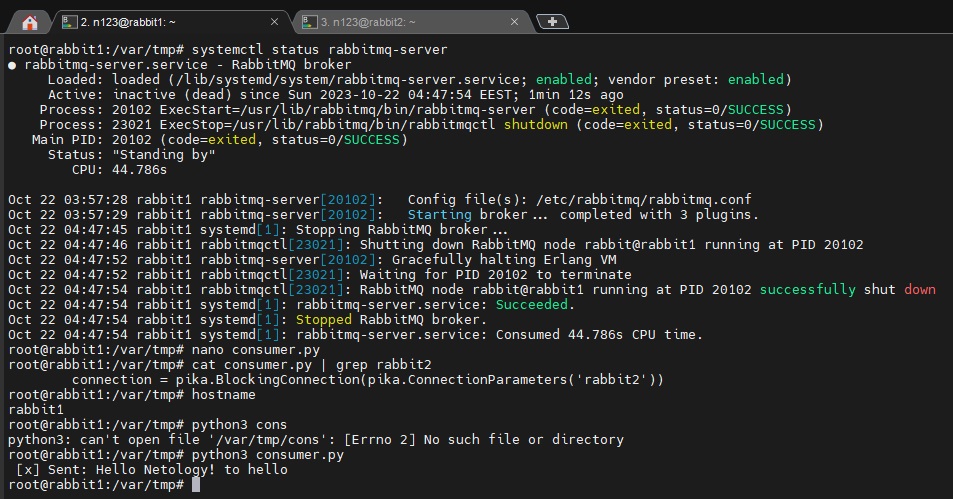 2. n123@rabbit1: ~
3. n123@rabbit2: ~
root@rabbit1:/var/tmp# systemctl status rabbitmq-server
● rabbitmq-server.service - RabbitMQ broker
     Loaded: loaded (/lib/systemd/system/rabbitmq-server.service; enabled; vendor preset: enabled)
     Active: inactive (dead) since Sun 2023-10-22 04:47:54 EEST; 1min 12s ago
    Process: 20102 ExecStart=/usr/lib/rabbitmq/bin/rabbitmq-server (code=exited, status=0/SUCCESS)
    Process: 23021 ExecStop=/usr/lib/rabbitmq/bin/rabbitmqctl shutdown (code=exited, status=0/SUCCESS)
   Main PID: 20102 (code=exited, status=0/SUCCESS)
     Status: "Standing by"
        CPU: 44.786s
Oct 22 03:57:28 rabbit1 rabbitmq-server[20102]:   Config file(s): /etc/rabbitmq/rabbitmq.conf
Oct 22 03:57:29 rabbit1 rabbitmq-server[20102]:   Starting broker... completed with 3 plugins.
Oct 22 04:47:45 rabbit1 systemd[1]: Stopping RabbitMQ broker...
Oct 22 04:47:46 rabbit1 rabbitmqctl[23021]: Shutting down RabbitMQ node rabbit@rabbit1 running at PID 20102
Oct 22 04:47:52 rabbit1 rabbitmq-server[20102]: Gracefully halting Erlang VM
Oct 22 04:47:52 rabbit1 rabbitmqctl[23021]: Waiting for PID 20102 to terminate
Oct 22 04:47:54 rabbit1 rabbitmqctl[23021]: RabbitMQ node rabbit@rabbit1 running at PID 20102 successfully shut down
Oct 22 04:47:54 rabbit1 systemd[1]: rabbitmq-server.service: Succeeded.
Oct 22 04:47:54 rabbit1 systemd[1]: Stopped RabbitMQ broker.
Oct 22 04:47:54 rabbit1 systemd[1]: rabbitmq-server.service: Consumed 44.786s CPU time.
root@rabbit1:/var/tmp# nano consumer.py
root@rabbit1:/var/tmp# cat consumer.py | grep rabbit2
        connection = pika.BlockingConnection(pika.ConnectionParameters('rabbit2'))
root@rabbit1:/var/tmp# hostname
rabbit1
root@rabbit1:/var/tmp# python3 cons
python3: can't open file '/var/tmp/cons': [Errno 2] No such file or directory
root@rabbit1:/var/tmp# python3 consumer.py
 [x] Sent: Hello Netology! to hello
root@rabbit1:/var/tmp#